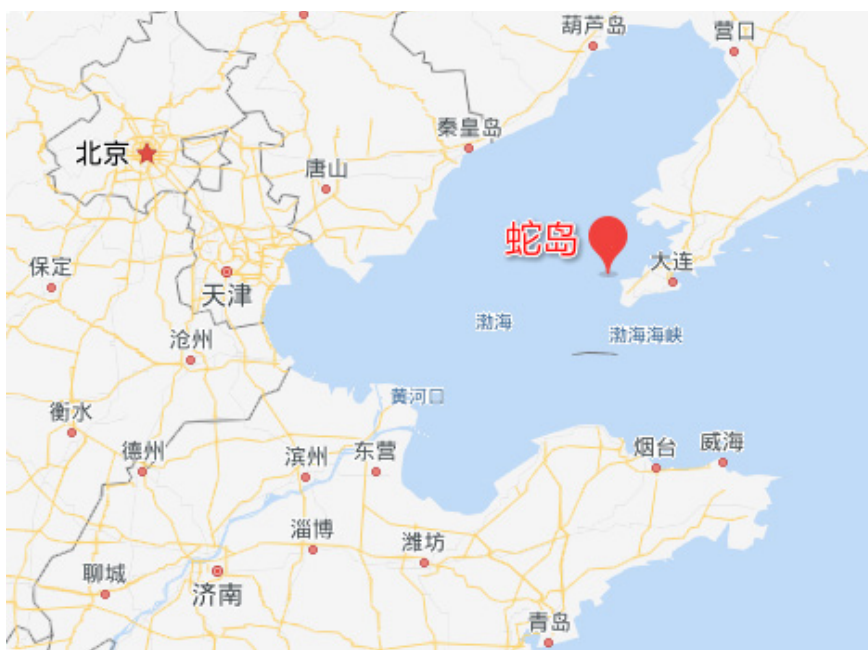 葫芦岛
营口
秦皇岛
北京
唐山
蛇岛
大连
保定
天津
渤海
渤海海峡
沧州
黄河口
衡水
德州
滨州
东营
烟台
威海
淄博
潍坊
聊城
济南
青岛